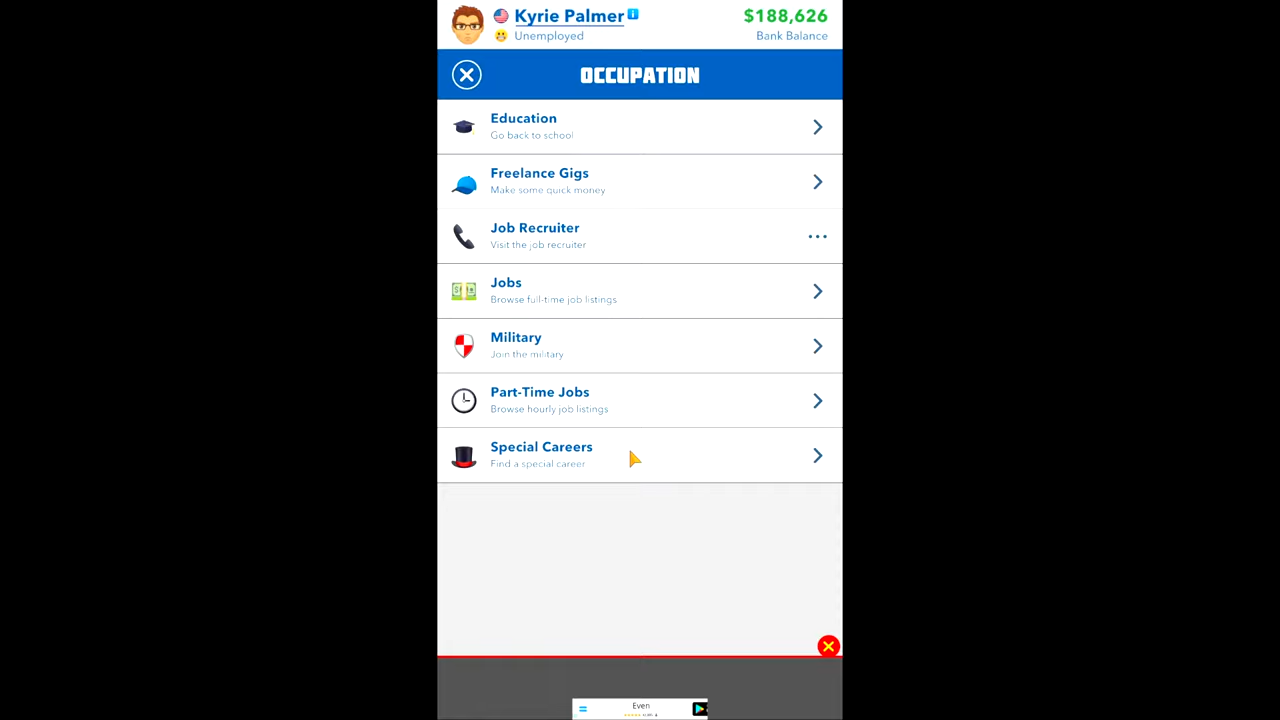 Kyrie Palmer
$188,626
Unemployed
Bank Balance
OCCUPATION
Education
Go back to school
Freelance Gigs
Make some quick money
Job Recruiter
Visit the job recruiter
Jobs
Browse full-time job listings
Military
Join the military
Part-Time Jobs
Browse hourly job listings
Special Careers
Find a special career
Even